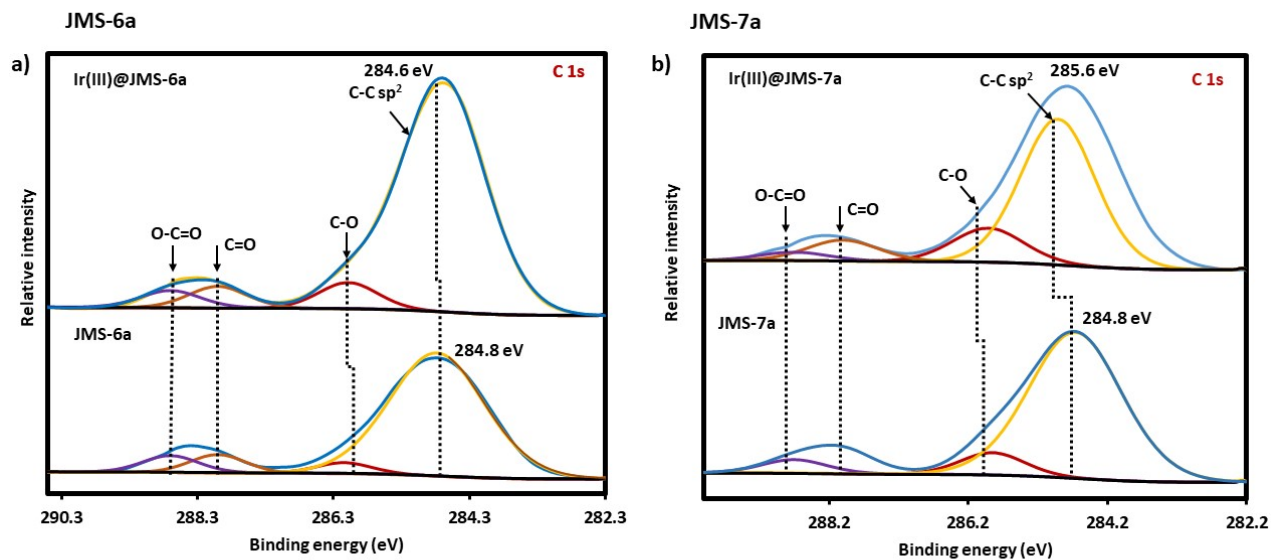 JMS-6a
a)
Ir(III)@JMS-6a
284.6 eV
C 1s
C-C sp²
O-C=O
C=O
C-O
JMS-6a
284.8 eV
Relative intensity
290.3
288.3
286.3
284.3
282.3
Binding energy (eV)
JMS-7a
b)
Ir(III)@JMS-7a
285.6 eV
C 1s
C-C sp²
C-O
O-C=O
C=O
JMS-7a
284.8 eV
Relative intensity
288.2
286.2
284.2
282.2
Binding energy (eV)